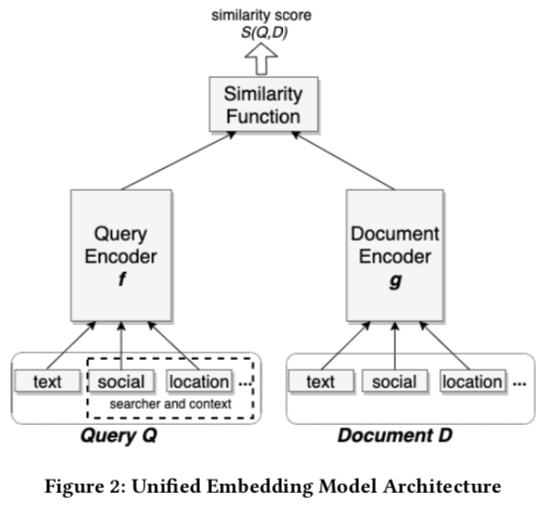 similarity score
S(Q,D)
Similarity
Function
Query
Encoder
f
Document
Encoder
g
text social location ...
searcher and context
text social location ...
Query Q
Document D
Figure 2: Unified Embedding Model Architecture